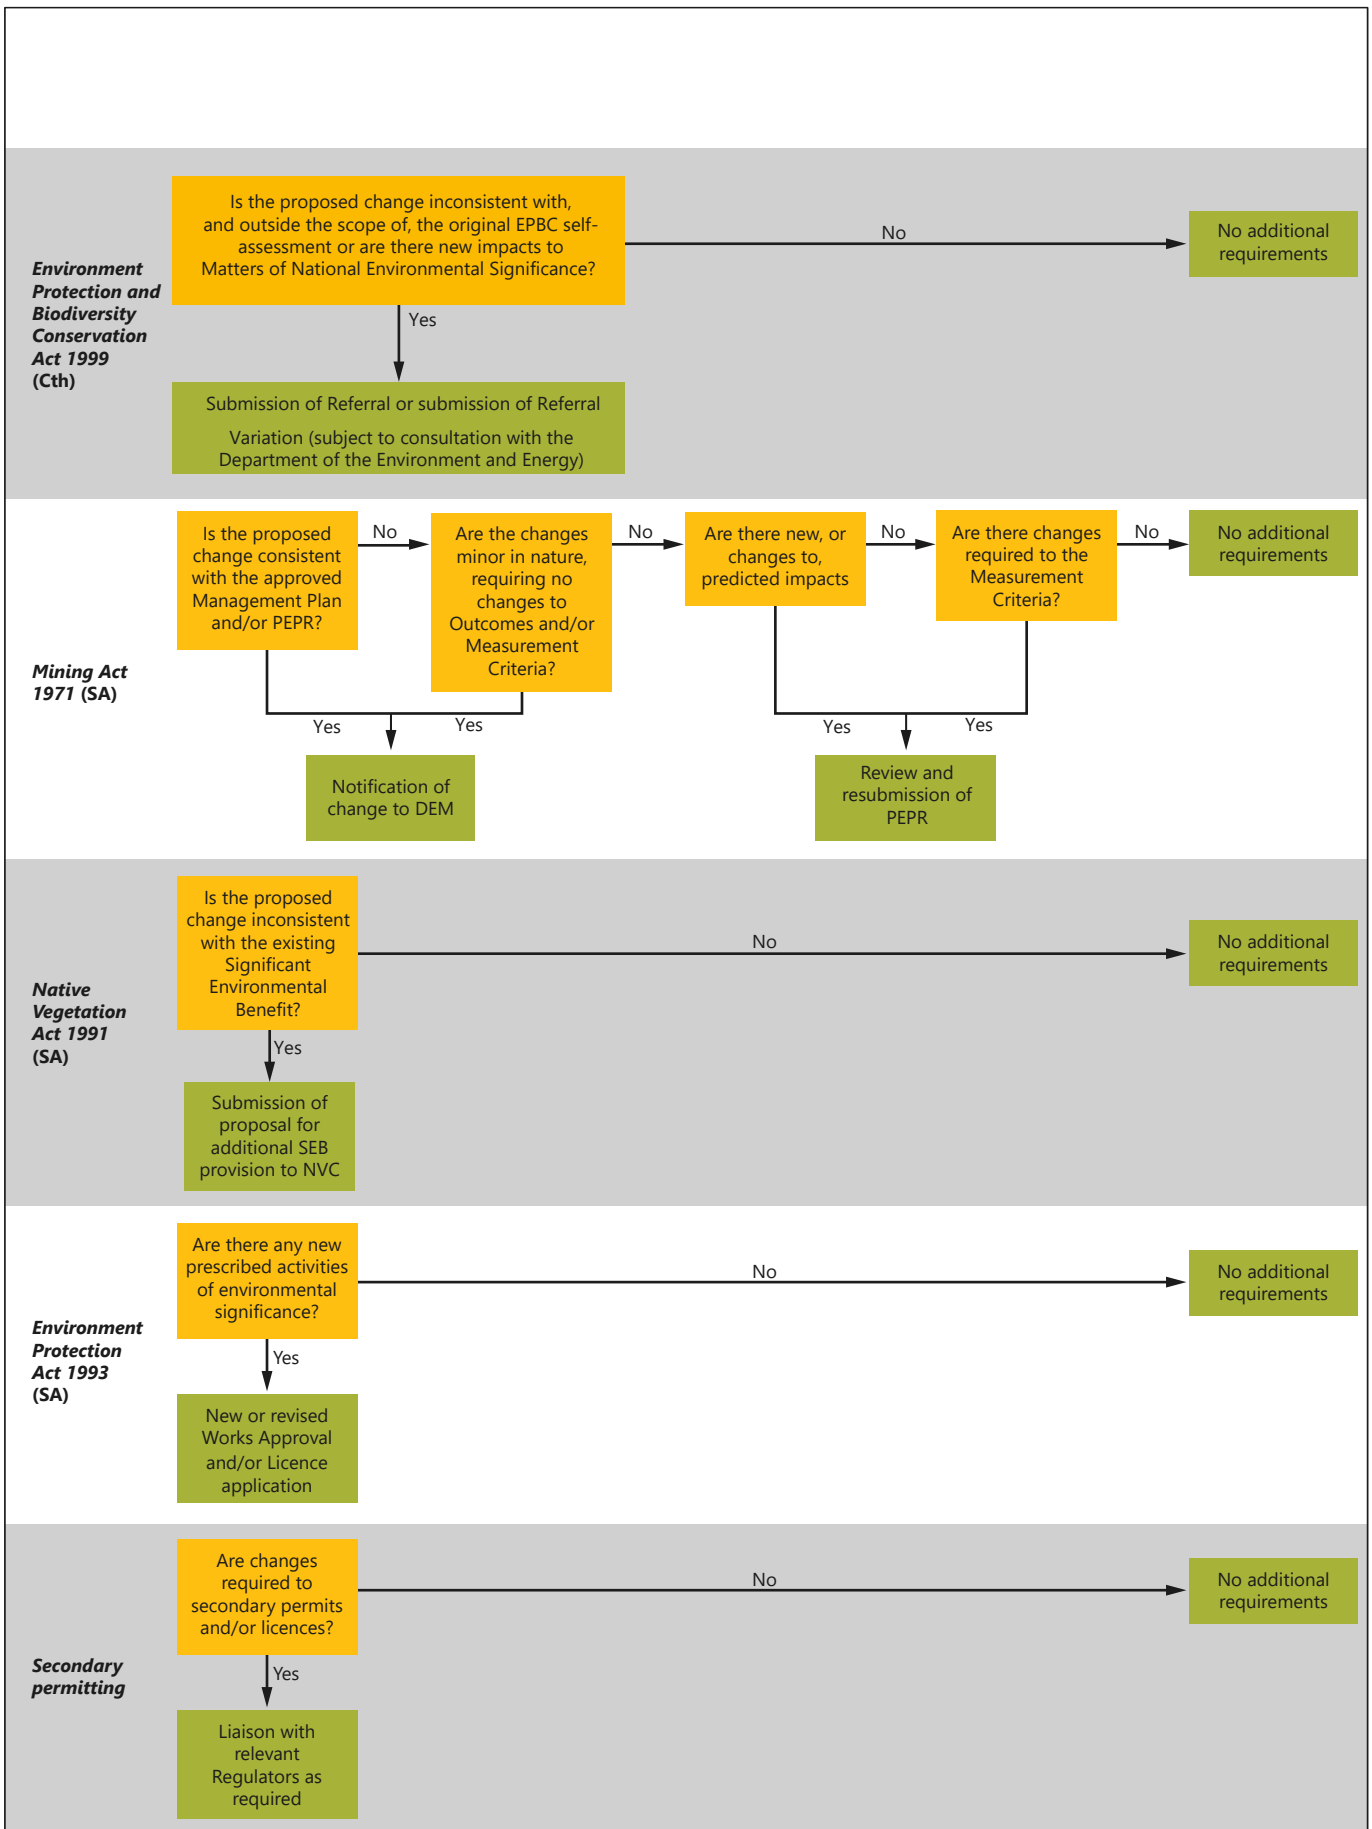 Environment
Protection and
Biodiversity
Conservation
Act 1999
(Cth)
Is the proposed change inconsistent with,
and outside the scope of, the original EPBC self-
assessment or are there new impacts to
Matters of National Environmental Significance?
No
No additional
requirements
Yes
Submission of Referral or submission of Referral
Variation (subject to consultation with the
Department of the Environment and Energy)
Mining Act
1971 (SA)
Is the proposed
change consistent
with the approved
Management Plan
and/or PEPR?
No
Are the changes
minor in nature,
requiring no
changes to
Outcomes and/or
Measurement
Criteria?
No
Are there new, or
changes to,
predicted impacts
No
Are there changes
required to the
Measurement
Criteria?
No
No additional
requirements
Yes
Yes
Notification of
change to DEM
Yes
Yes
Review and
resubmission of
PEPR
Native
Vegetation
Act 1991
(SA)
Is the proposed
change inconsistent
with the existing
Significant
Environmental
Benefit?
No
No additional
requirements
Yes
Submission of
proposal for
additional SEB
provision to NVC
Environment
Protection
Act 1993
(SA)
Are there any new
prescribed activities
of environmental
significance?
No
No additional
requirements
Yes
New or revised
Works Approval
and/or Licence
application
Secondary
permitting
Are changes
required to
secondary permits
and/or licences?
No
No additional
requirements
Yes
Liaison with
relevant
Regulators as
required